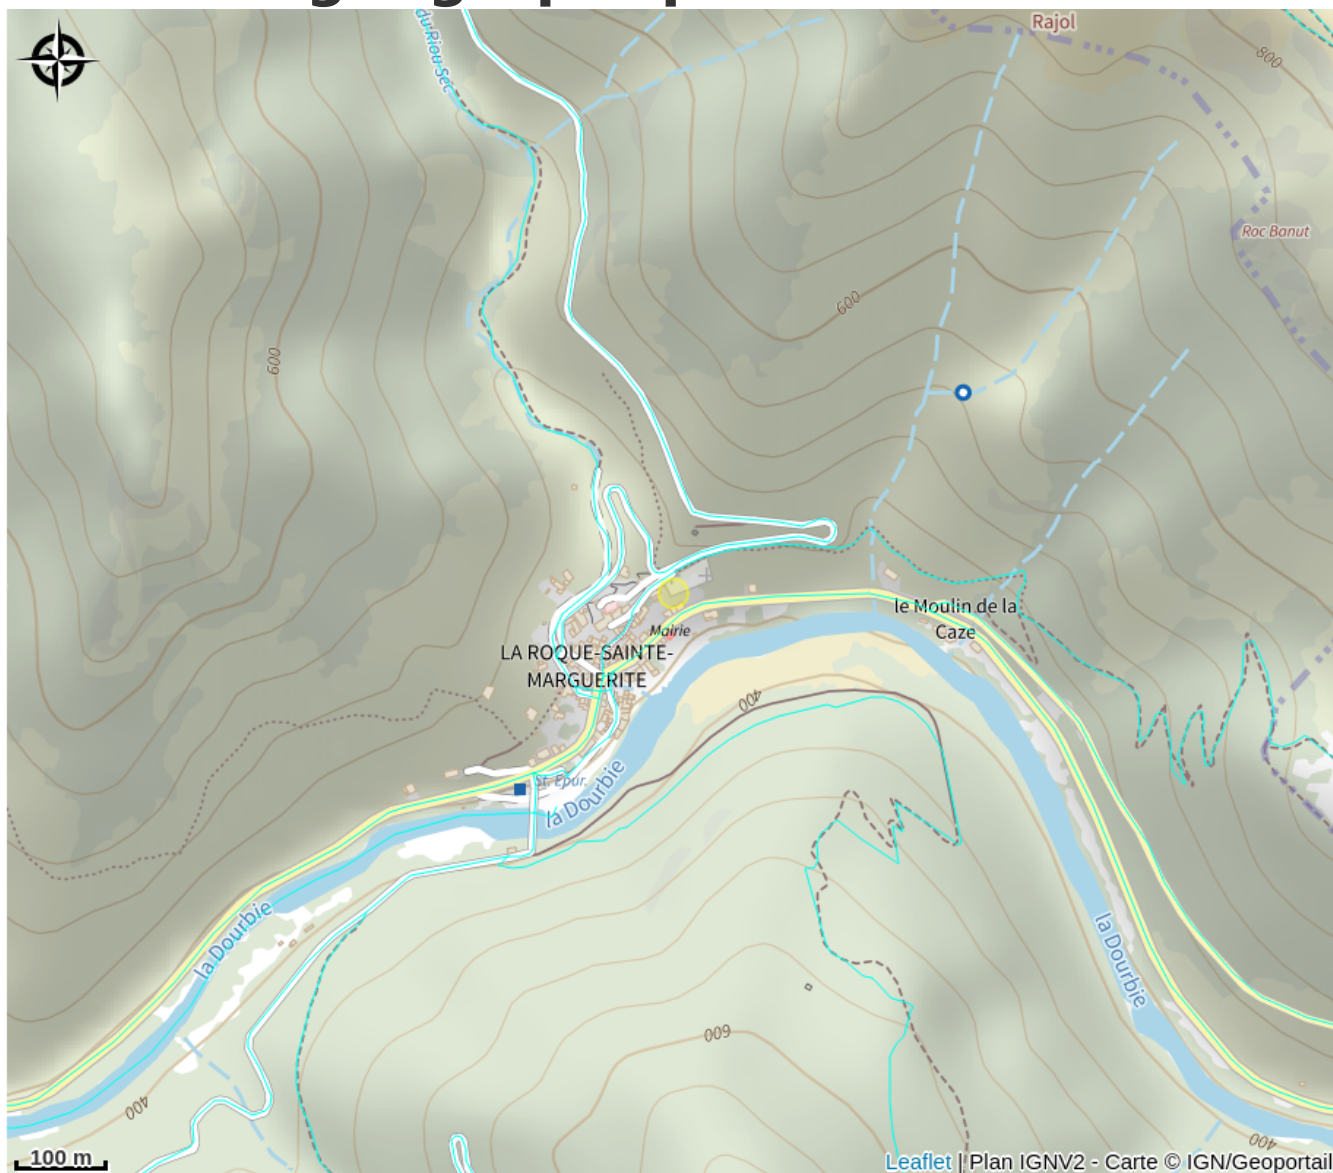 Rajol
800
du Riou Sec
Roc Banut
600
600
le Moulin de la
Caze
Mairie
LA ROQUE-SAINTE-
MARGUERITE
400
St. Epur.
la Dourbie
la Dourbie
la Dourbie
600
400
400
100 m
Leaflet | Plan IGNV2 - Carte © IGN/Geoportail